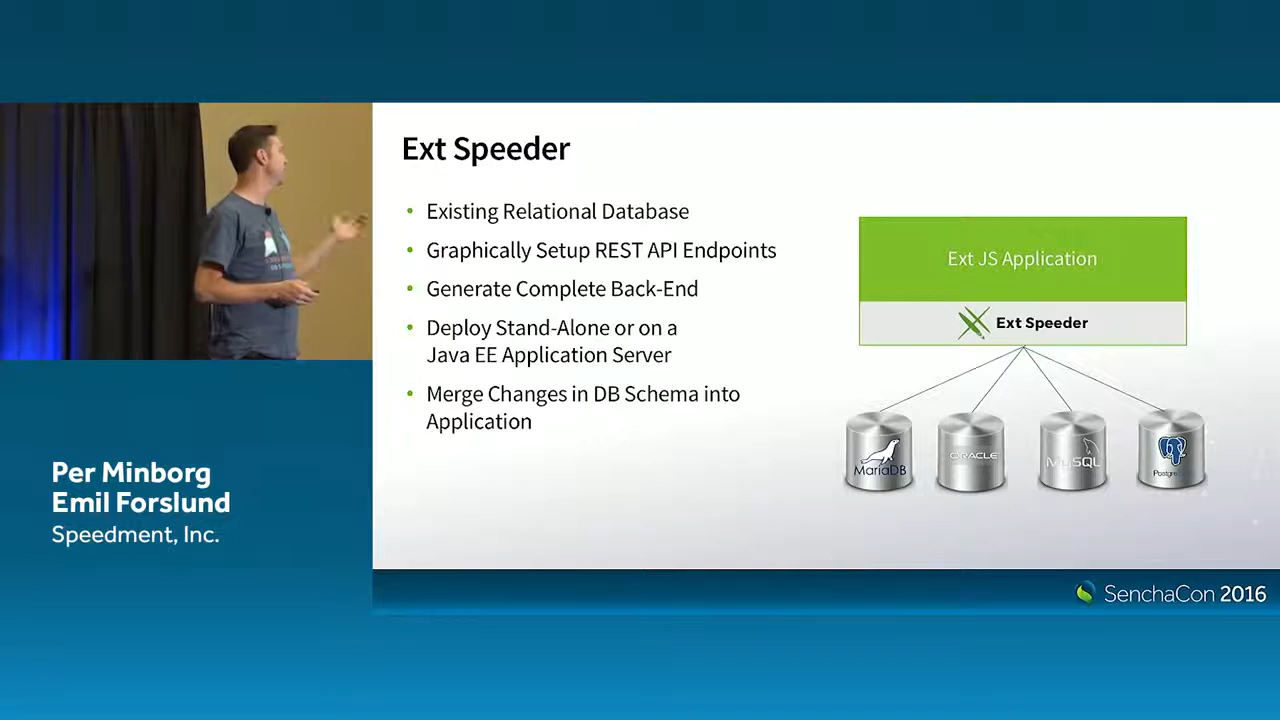 Ext Speeder
• Existing Relational Database
• Graphically Setup REST API Endpoints
• Generate Complete Back-End
• Deploy Stand-Alone or on a
Java EE Application Server
• Merge Changes in DB Schema into
Application
Ext JS Application
Ext Speeder
MariaDB
ORACLE
MySQL
Per Minborg
Emil Forslund
Speedment, Inc.
SenchaCon 2016